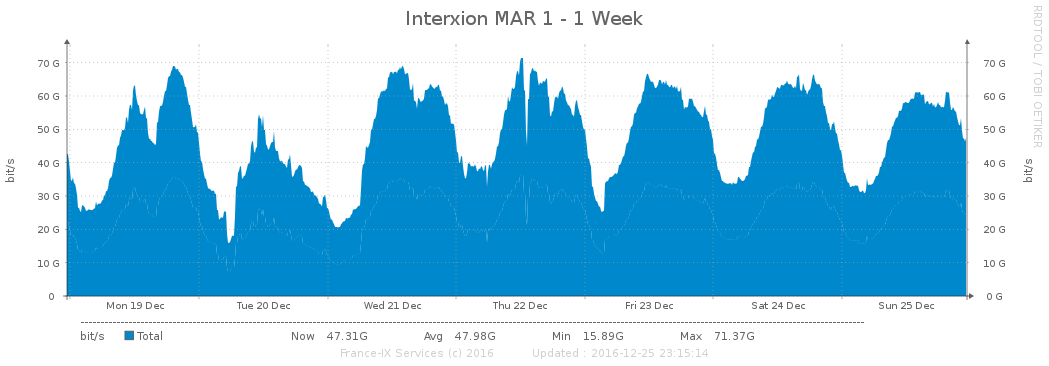 Interxion MAR 1 - 1 Week
RRDTOOL / TOBI OETIKER
bit/s
70 G 70 G
60 G 60 G
50 G 50 G
40 G 40 G
30 G 30 G
20 G 20 G
10 G 10 G
0 0 G
bit/s
Mon 19 Dec Tue 20 Dec Wed 21 Dec Thu 22 Dec Fri 23 Dec Sat 24 Dec Sun 25 Dec
bit/s Total Now 47.31G Avg 47.98G Min 15.89G Max 71.37G
France-IX Services (c) 2016 Updated : 2016-12-25 23:15:14